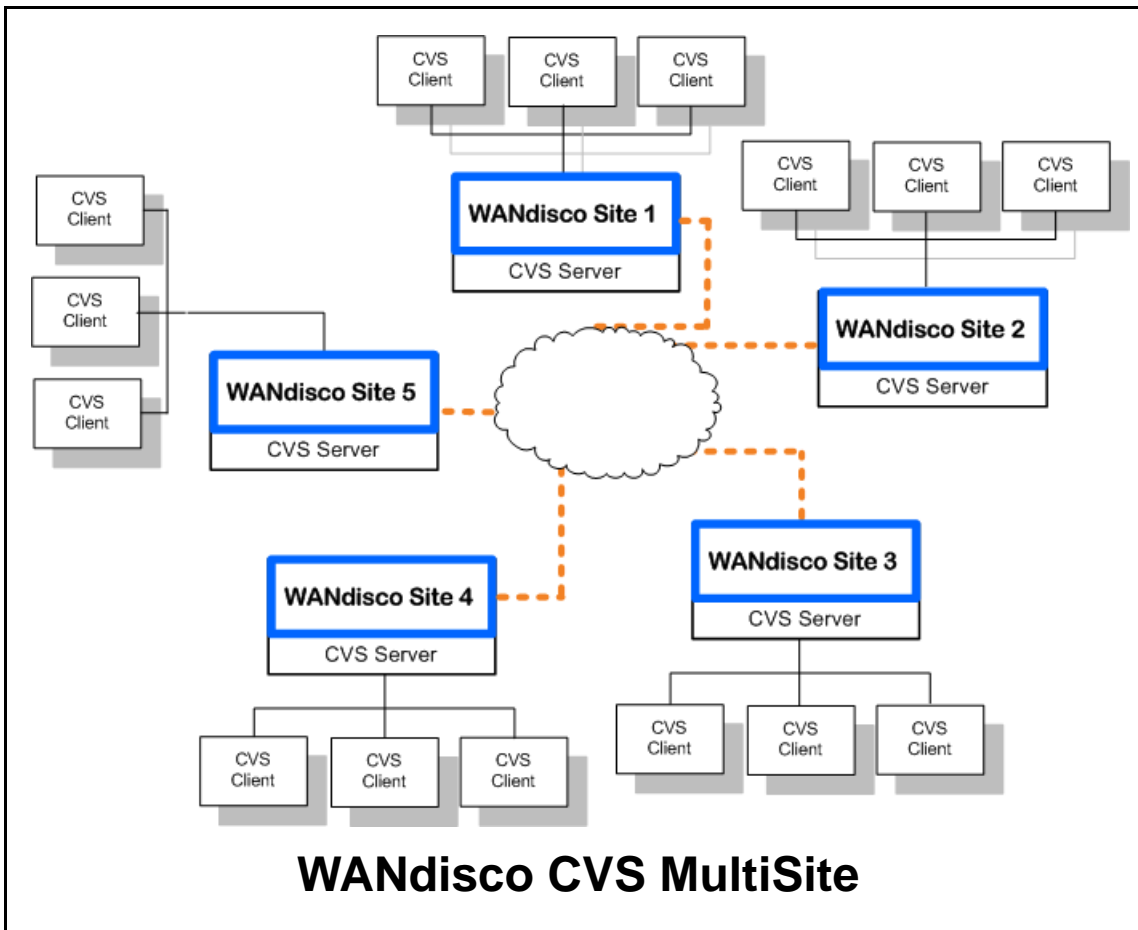 CVS
Client
CVS
Client
CVS
Client
WANdisco Site 1
CVS Server
CVS
Client
CVS
Client
CVS
Client
WANdisco Site 2
CVS Server
CVS
Client
CVS
Client
CVS
Client
WANdisco Site 5
CVS Server
WANdisco Site 3
CVS Server
CVS
Client
CVS
Client
CVS
Client
WANdisco Site 4
CVS Server
CVS
Client
CVS
Client
CVS
Client
WANdisco CVS MultiSite